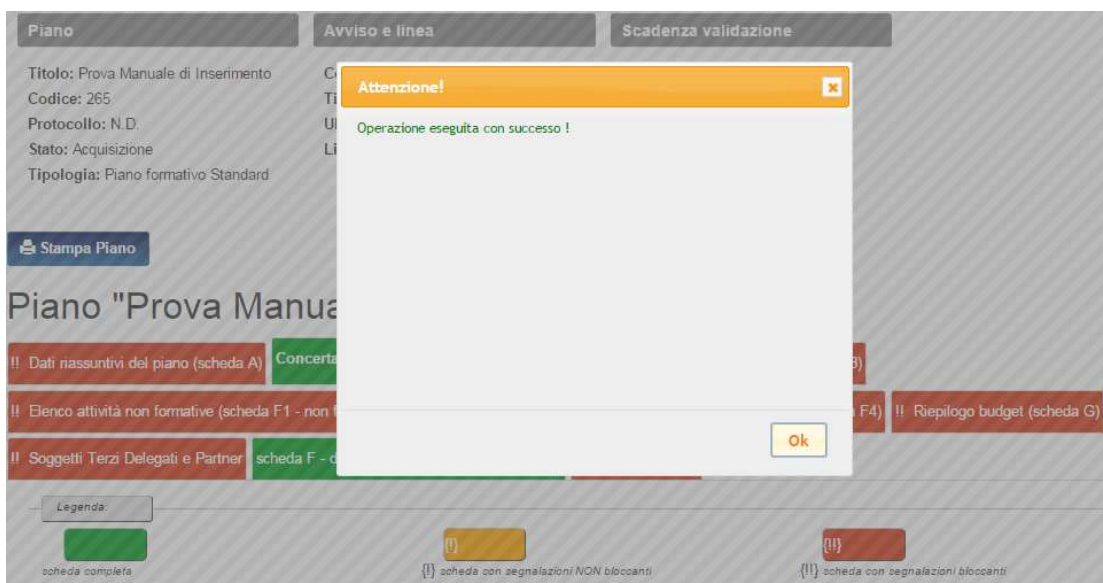 Piano
Avviso e linea
Scadenza validazione
Titolo: Prova Manuale di Inserimento
Codice: 265
Protocollo: N.D.
Stato: Acquisizione
Tipologia: Piano formativo Standard
Attenzione!
Operazione eseguita con successo !
Ok
Stampa Piano
Piano "Prova
!! Dati riassuntivi del piano (scheda A)
!! Elenco attività non formative (scheda F1 - non
F4)
!! Riepilogo budget (scheda G)
!! Soggetti Terzi Delegati e Partner
scheda F -
Legenda:
{!}
{!!}
scheda completa
{!} scheda con segnalazioni NON bloccanti
{!!} scheda con segnalazioni bloccanti